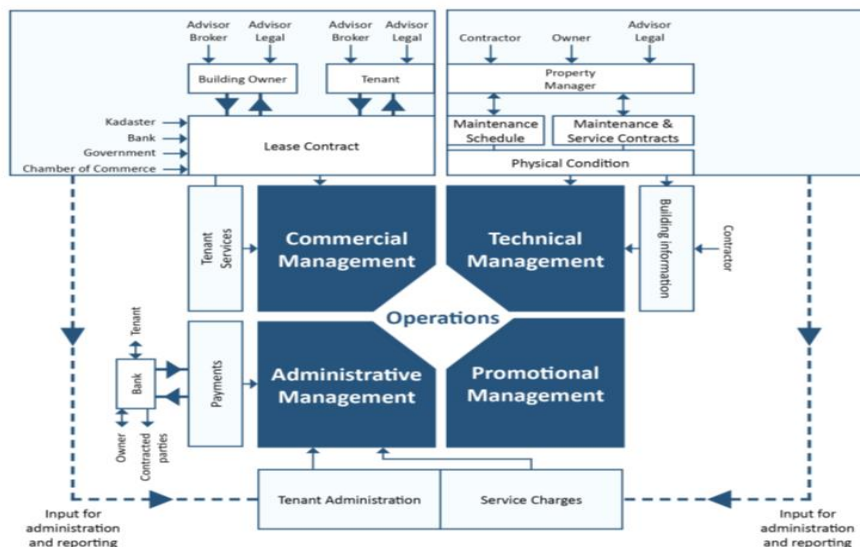 Advisor
Broker
Advisor
Legal
Advisor
Broker
Advisor
Legal
Building Owner
Tenant
Kadaster
Bank
Government
Chamber of Commerce
Lease Contract
Contractor
Owner
Advisor
Legal
Property
Manager
Maintenance
Schedule
Maintenance &
Service Contracts
Physical Condition
Tenant
Services
Commercial
Management
Technical
Management
Building information
Contractor
Operations
Tenant
Bank
Owner
Contracted
parties
Payments
Administrative
Management
Promotional
Management
Tenant Administration
Service Charges
Input for
administration
and reporting
Input for
administration
and reporting